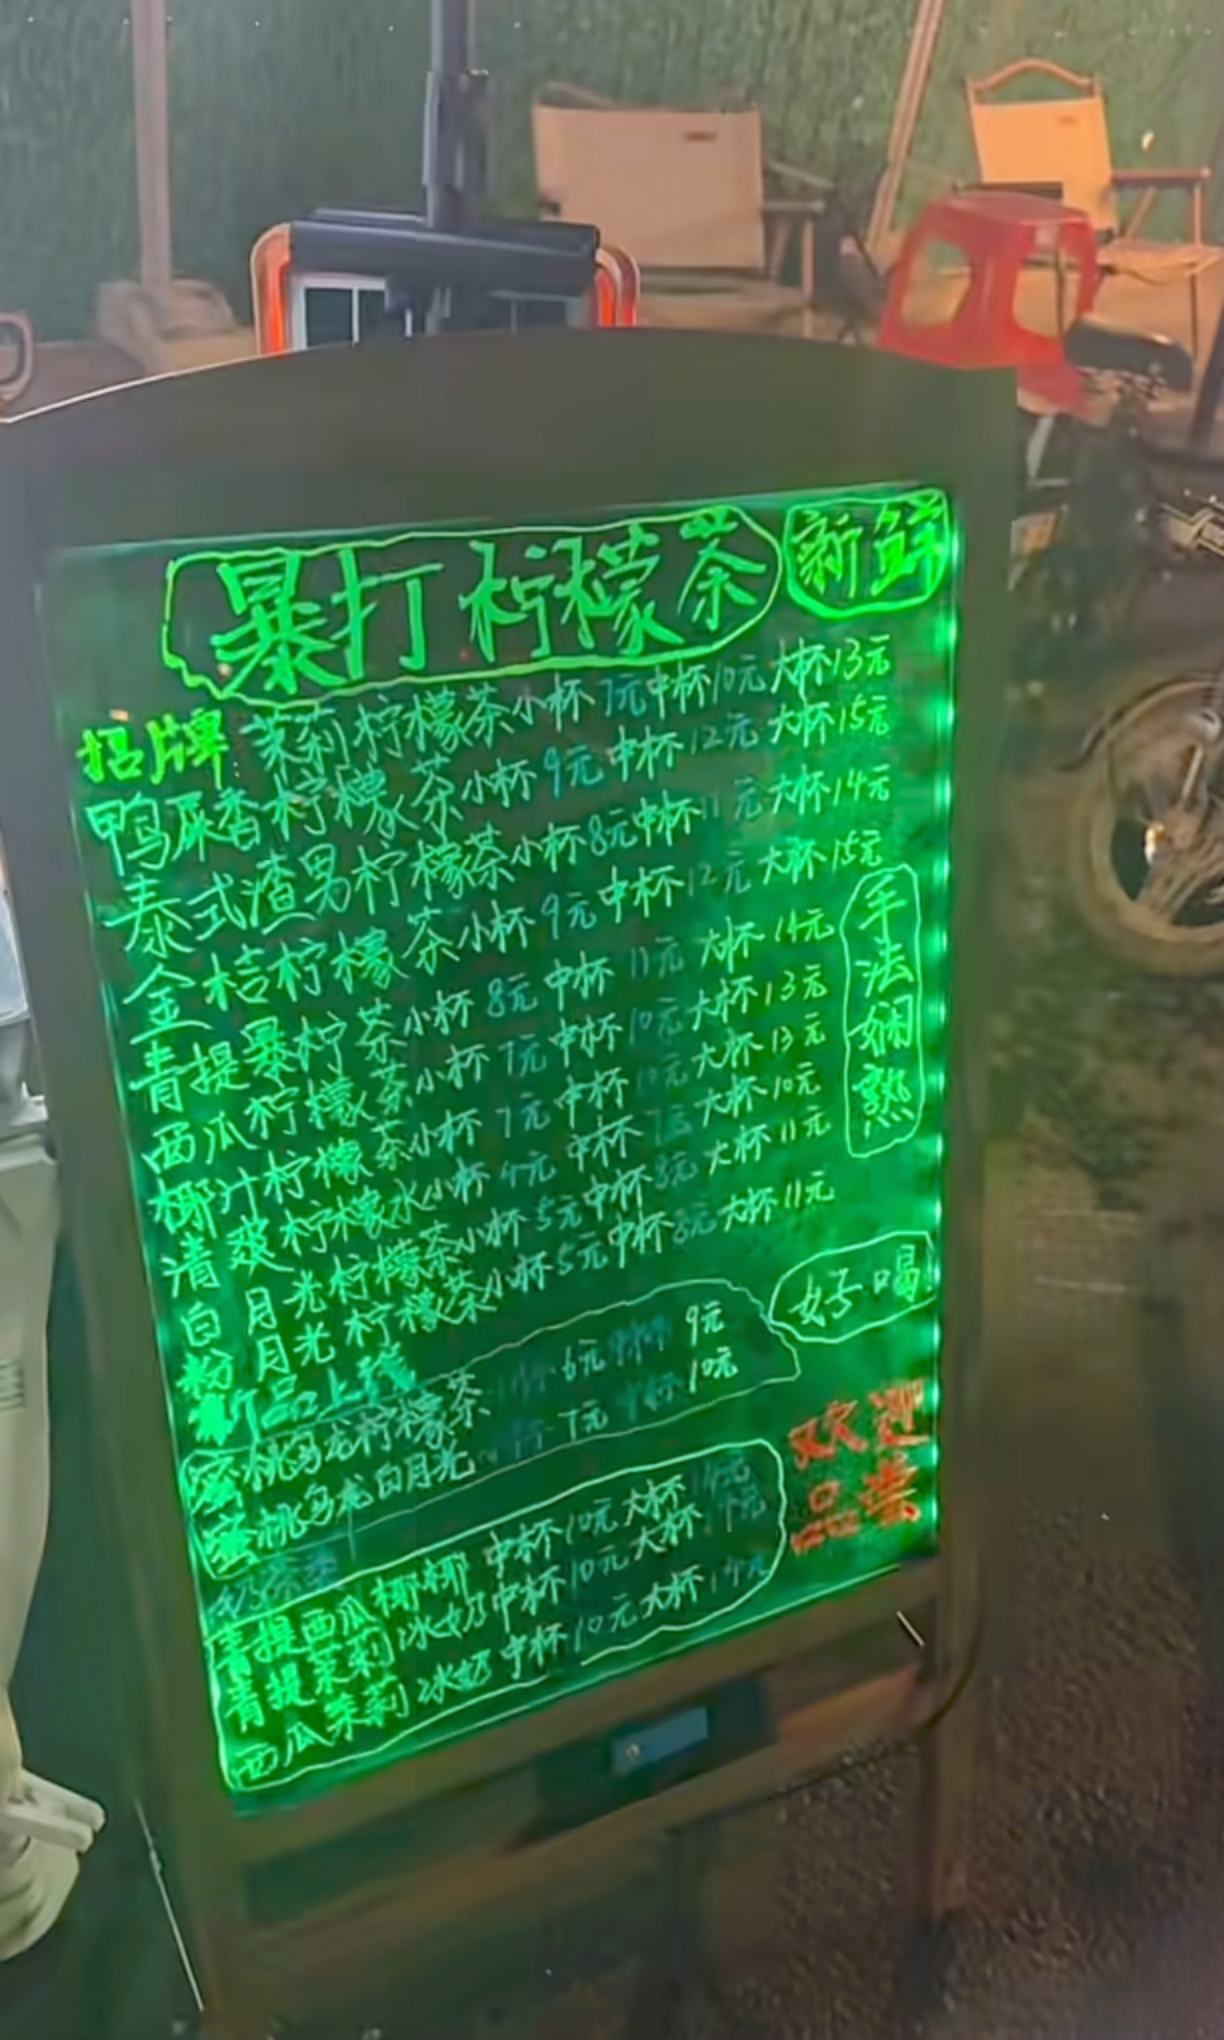 暴打柠檬茶 新鲜
招牌 茉莉柠檬茶小杯7元中杯10元大杯13元
鸭屎香柠檬茶小杯9元中杯12元大杯15元
泰式渣男柠檬茶小杯8元中杯11元大杯14元
金桔柠檬茶小杯9元中杯12元大杯15元
青提暴柠茶小杯8元中杯11元大杯14元
西瓜柠檬茶小杯7元中杯10元大杯13元
椰汁柠檬茶小杯7元中杯10元大杯13元
清爽柠檬水小杯4元中杯7元大杯10元
白月光柠檬茶小杯5元中杯8元大杯11元
粉月光柠檬茶小杯5元中杯8元大杯11元
手法娴熟
好喝
新品上市
蜜桃乌龙柠檬茶 6元 中杯 9元
蜜桃乌龙白月光 7元 中杯 10元
奶茶类
青提西瓜椰椰 中杯10元大杯14元
青提茉莉冰奶中杯10元大杯14元
西瓜茉莉冰奶中杯10元大杯14元
欢迎
品尝